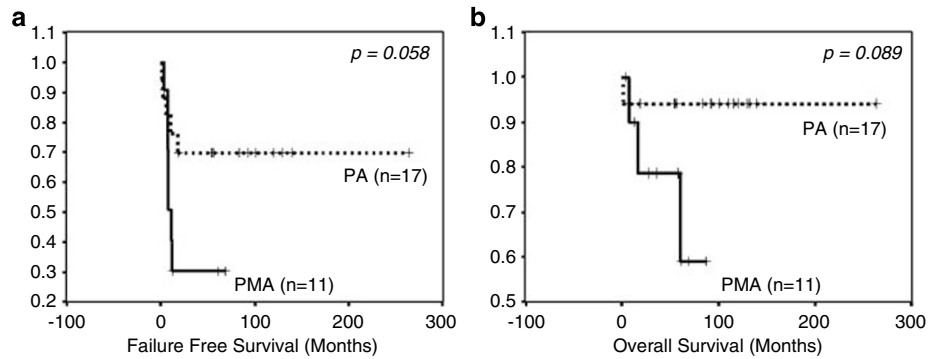 a
1.1
1.0
0.9
0.8
0.7
0.6
0.5
0.4
0.3
0.2
p = 0.058
PA (n=17)
PMA (n=11)
-100 0 100 200 300
Failure Free Survival (Months)
b
1.1
1.0
0.9
0.8
0.7
0.6
0.5
p = 0.089
PA (n=17)
PMA (n=11)
-100 0 100 200 300
Overall Survival (Months)